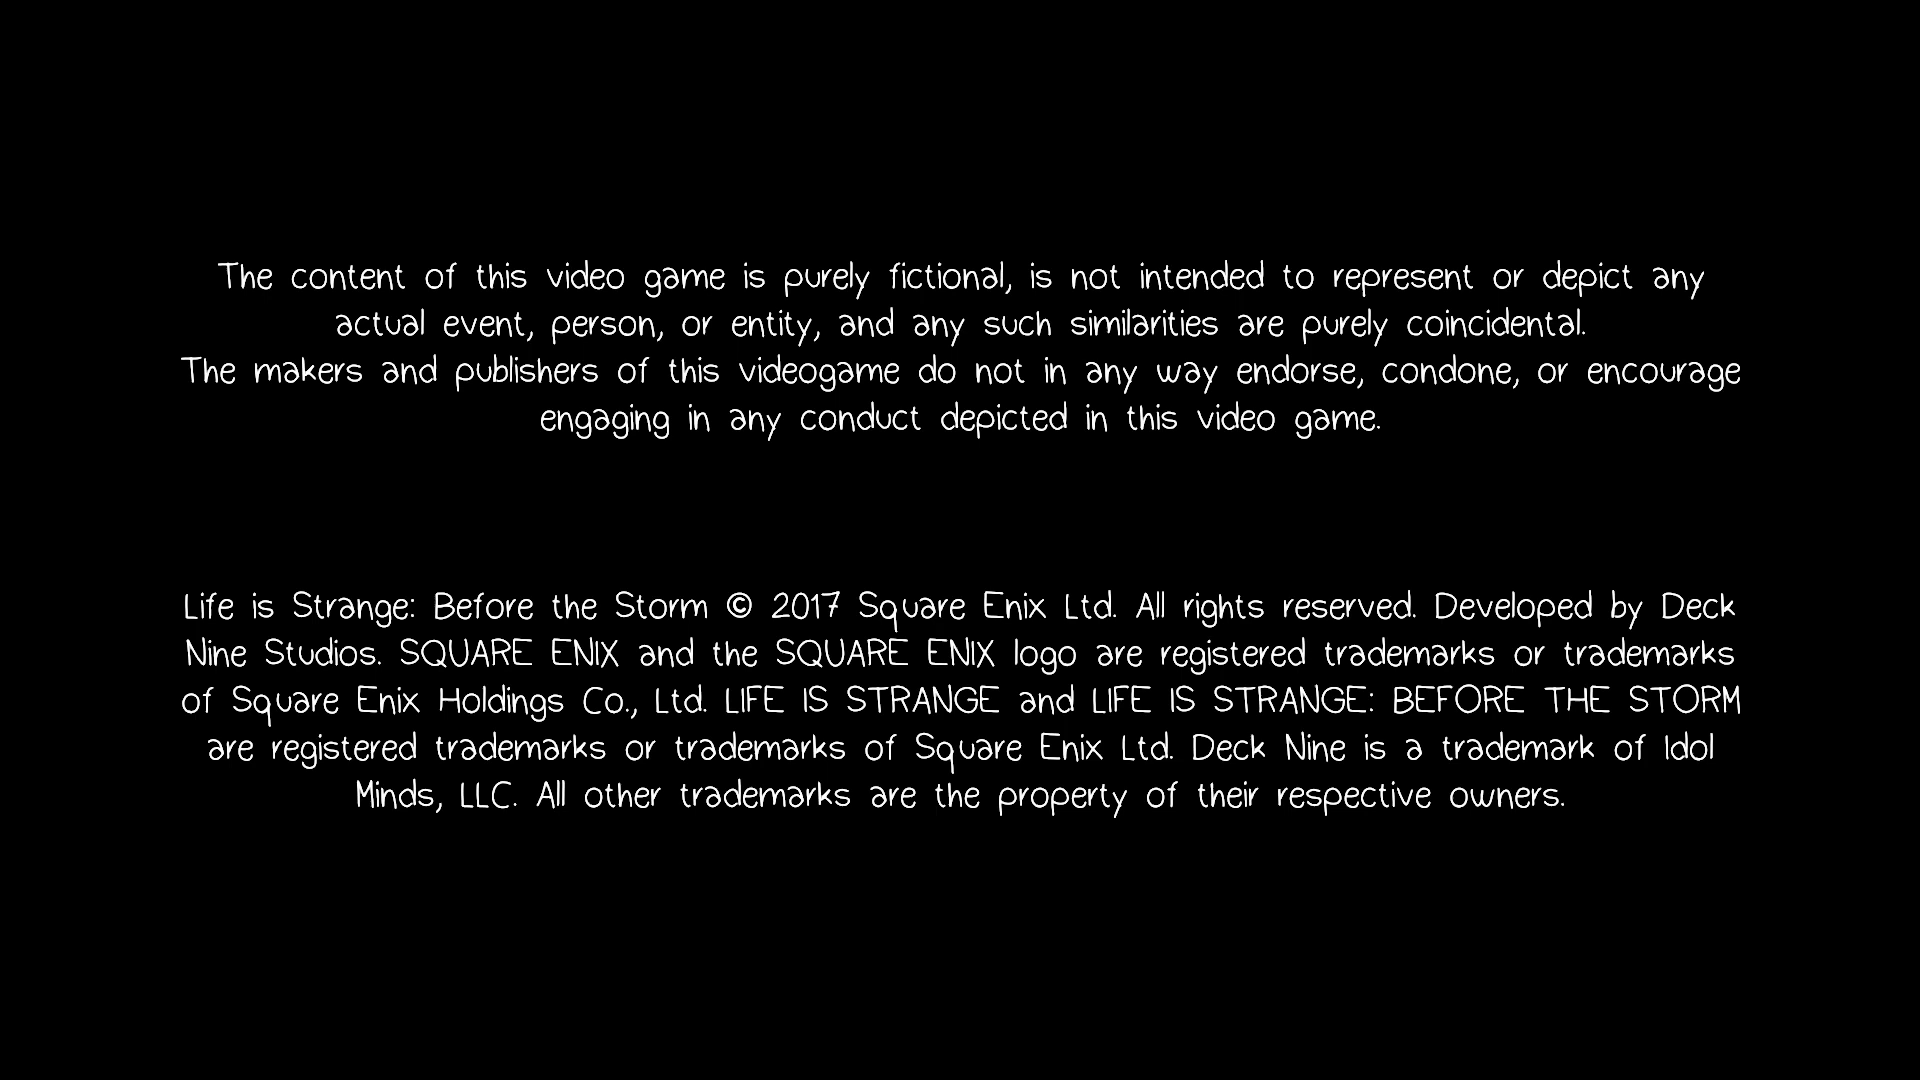 The content of this video game is purely fictional, is not intended to represent or depict any
actual event, person, or entity, and any such similarities are purely coincidental.
The makers and publishers of this videogame do not in any way endorse, condone, or encourage
engaging in any conduct depicted in this video game.
Life is Strange: Before the Storm © 2017 Square Enix Ltd. All rights reserved. Developed by Deck
Nine Studios. SQUARE ENIX and the SQUARE ENIX logo are registered trademarks or trademarks
of Square Enix Holdings Co., Ltd. LIFE IS STRANGE and LIFE IS STRANGE: BEFORE THE STORM
are registered trademarks or trademarks of Square Enix Ltd. Deck Nine is a trademark of Idol
Minds, LLC. All other trademarks are the property of their respective owners.